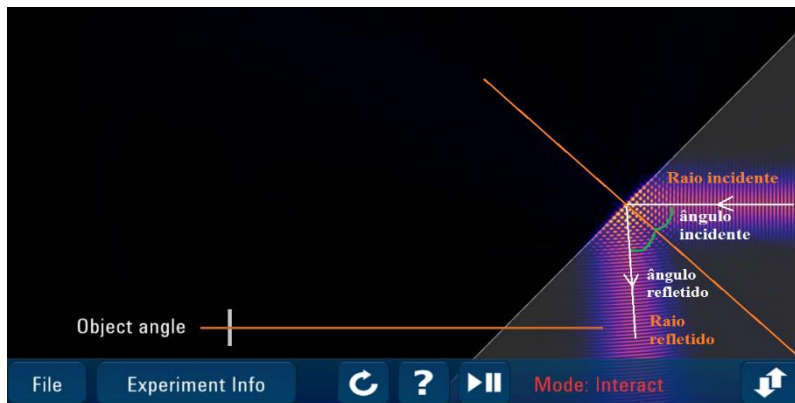 Raio incidente
ângulo
incidente
ângulo
refletido
Raio
refletido
Object angle
File
Experiment Info
?
Mode: Interact